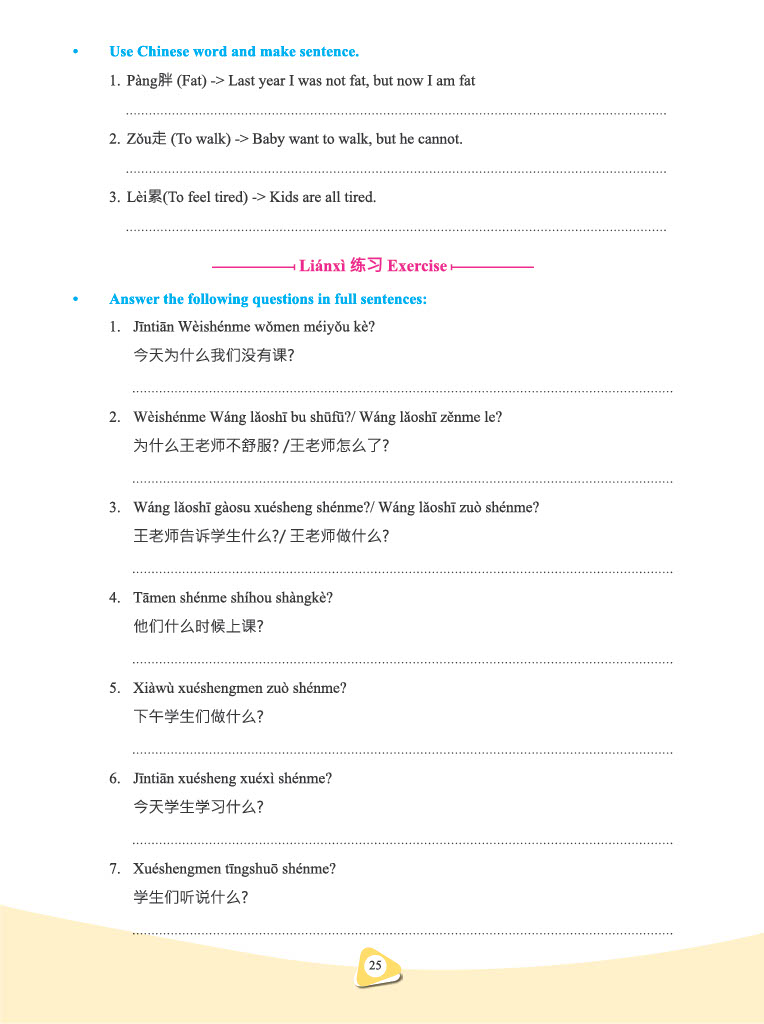 • Use Chinese word and make sentence.
1. Pàng胖 (Fat) -> Last year I was not fat, but now I am fat
2. Zǒu走 (To walk) -> Baby want to walk, but he cannot.
3. Lèi累(To feel tired) -> Kids are all tired.
Liánxì 练习 Exercise
• Answer the following questions in full sentences:
1. Jīntiān Wèishénme wǒmen méiyǒu kè?
今天为什么我们没有课?
2. Wèishénme Wáng lǎoshī bu shūfū?/ Wáng lǎoshī zěnme le?
为什么王老师不舒服? /王老师怎么了?
3. Wáng lǎoshī gàosu xuésheng shénme?/ Wáng lǎoshī zuò shénme?
王老师告诉学生什么?/ 王老师做什么?
4. Tāmen shénme shíhou shàngkè?
他们什么时候上课?
5. Xiàwù xuéshengmen zuò shénme?
下午学生们做什么?
6. Jīntiān xuésheng xuéxì shénme?
今天学生学习什么?
7. Xuéshengmen tīngshuō shénme?
学生们听说什么?
25